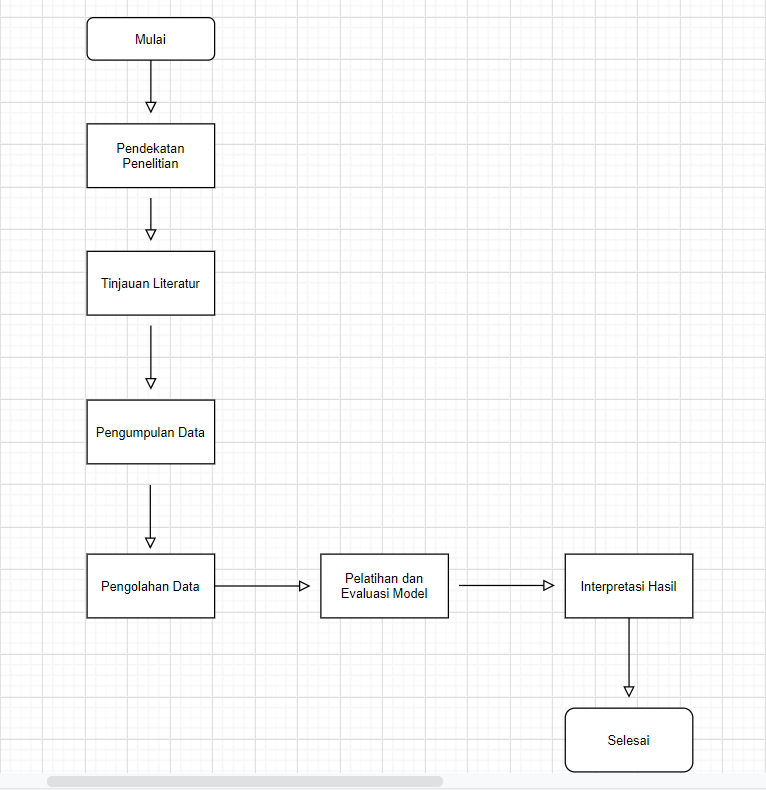 Mulai
Pendekatan
Penelitian
Tinjauan Literatur
Pengumpulan Data
Pengolahan Data
Pelatihan dan
Evaluasi Model
Interpretasi Hasil
Selesai